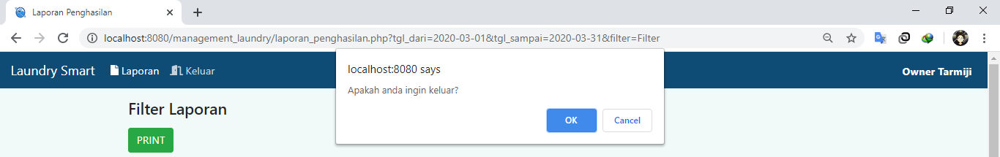 Laporan Penghasilan
localhost:8080/management_laundry/laporan_penghasilan.php?tgl_dari=2020-03-01&tgl_sampai=2020-03-31&filter=Filter
Laundry Smart Laporan Keluar Owner Tarmiji
localhost:8080 says
Apakah anda ingin keluar?
OK Cancel
Filter Laporan
PRINT